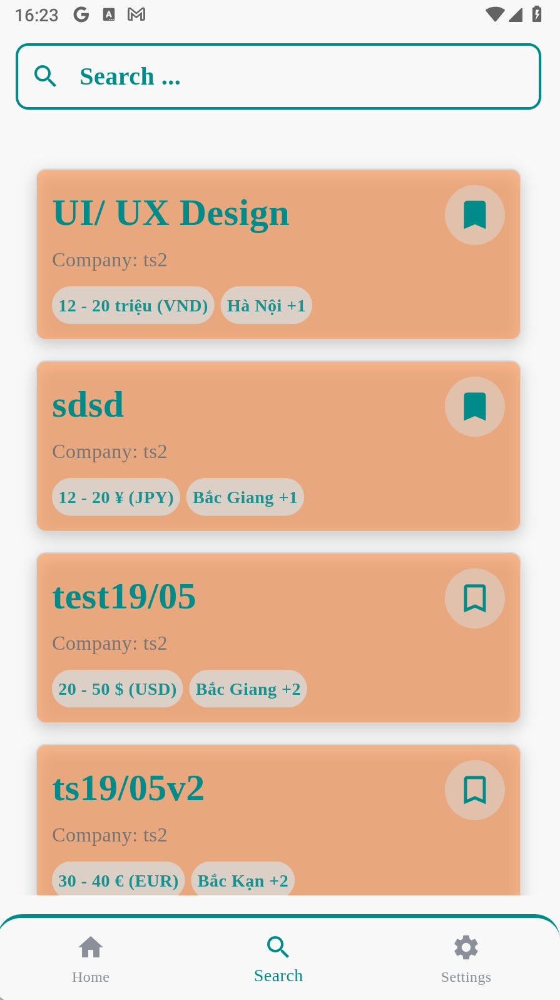 16:23
Search ...
UI/ UX Design
Company: ts2
12 - 20 triệu (VND) Hà Nội +1
sdsd
Company: ts2
12 - 20 ¥ (JPY) Bắc Giang +1
test19/05
Company: ts2
20 - 50 $ (USD) Bắc Giang +2
ts19/05v2
Company: ts2
30 - 40 € (EUR) Bắc Kạn +2
Home Search Settings